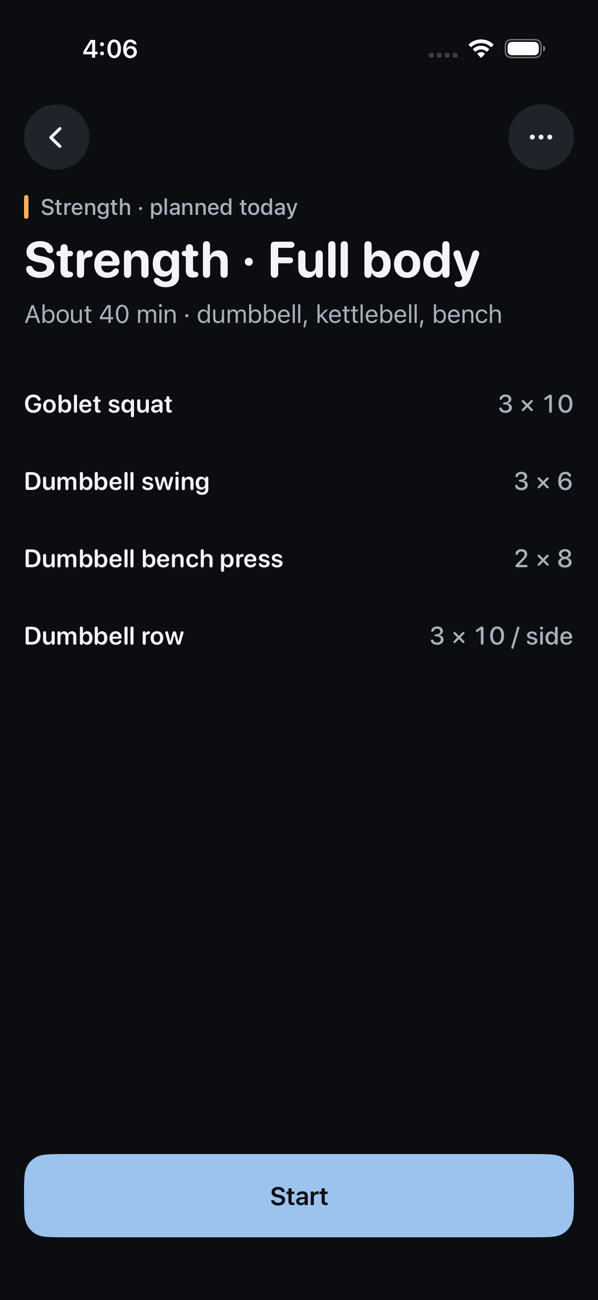 4:06
Strength · planned today
Strength · Full body
About 40 min · dumbbell, kettlebell, bench
Goblet squat 3 × 10
Dumbbell swing 3 × 6
Dumbbell bench press 2 × 8
Dumbbell row 3 × 10 / side
Start